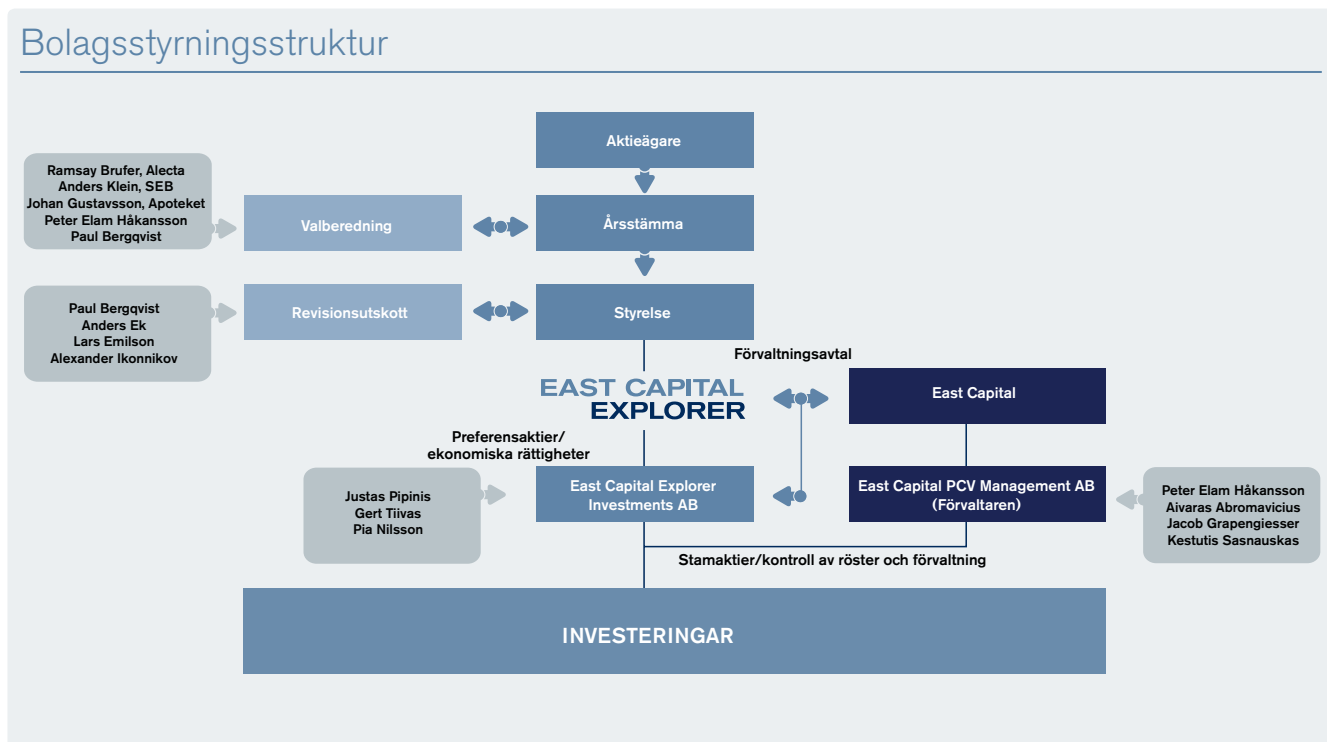 Bolagsstyrningsstruktur
Aktieägare
Ramsay Brufer, Alecta
Anders Klein, SEB
Johan Gustavsson, Apoteket
Peter Elam Håkansson
Paul Bergqvist
Valberedning
Årsstämma
Paul Bergqvist
Anders Ek
Lars Emilson
Alexander Ikonnikov
Revisionsutskott
Styrelse
Förvaltningsavtal
EAST CAPITAL
EXPLORER
East Capital
Preferensaktier/
ekonomiska rättigheter
Justas Pipinis
Gert Tiivas
Pia Nilsson
East Capital Explorer
Investments AB
East Capital PCV Management AB
(Förvaltaren)
Peter Elam Håkansson
Aivaras Abromavicius
Jacob Grapengiesser
Kestutis Sasnauskas
Stamaktier/kontroll av röster och förvaltning
INVESTERINGAR